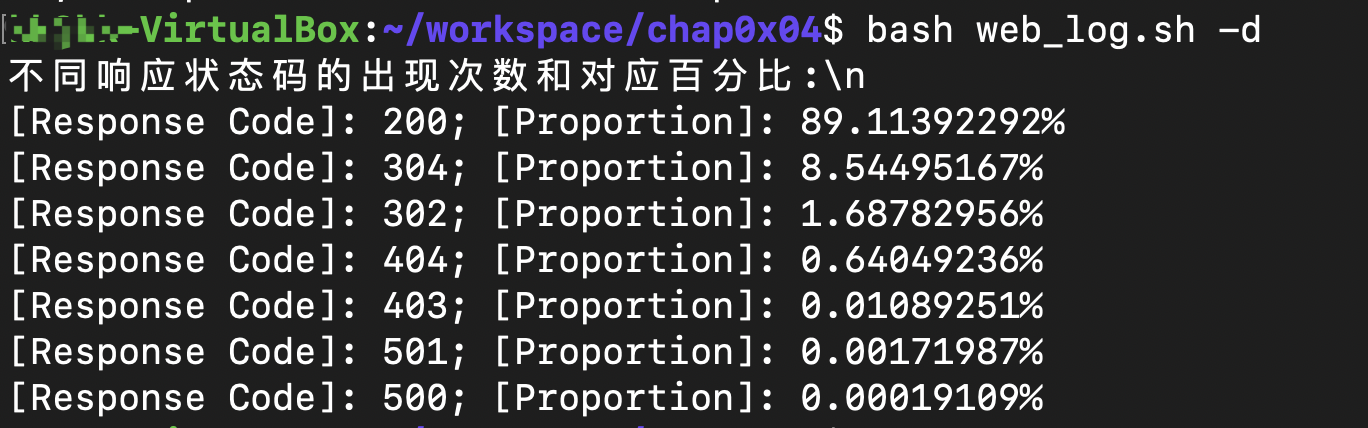 -VirtualBox:~/workspace/chap0x04$ bash web_log.sh -d
不同响应状态码的出现次数和对应百分比:\n
[Response Code]: 200; [Proportion]: 89.11392292%
[Response Code]: 304; [Proportion]: 8.54495167%
[Response Code]: 302; [Proportion]: 1.68782956%
[Response Code]: 404; [Proportion]: 0.64049236%
[Response Code]: 403; [Proportion]: 0.01089251%
[Response Code]: 501; [Proportion]: 0.00171987%
[Response Code]: 500; [Proportion]: 0.00019109%